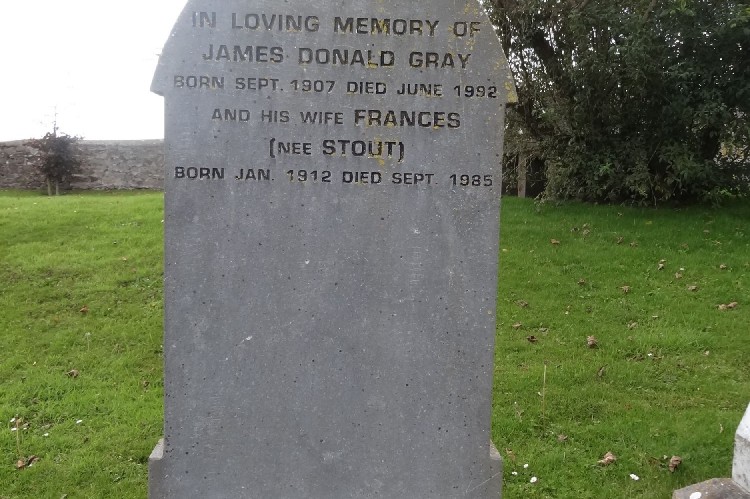 IN LOVING MEMORY OF
JAMES DONALD GRAY
BORN SEPT. 1907 DIED JUNE 1992
AND HIS WIFE FRANCES
(NEE STOUT)
BORN JAN. 1912 DIED SEPT. 1985